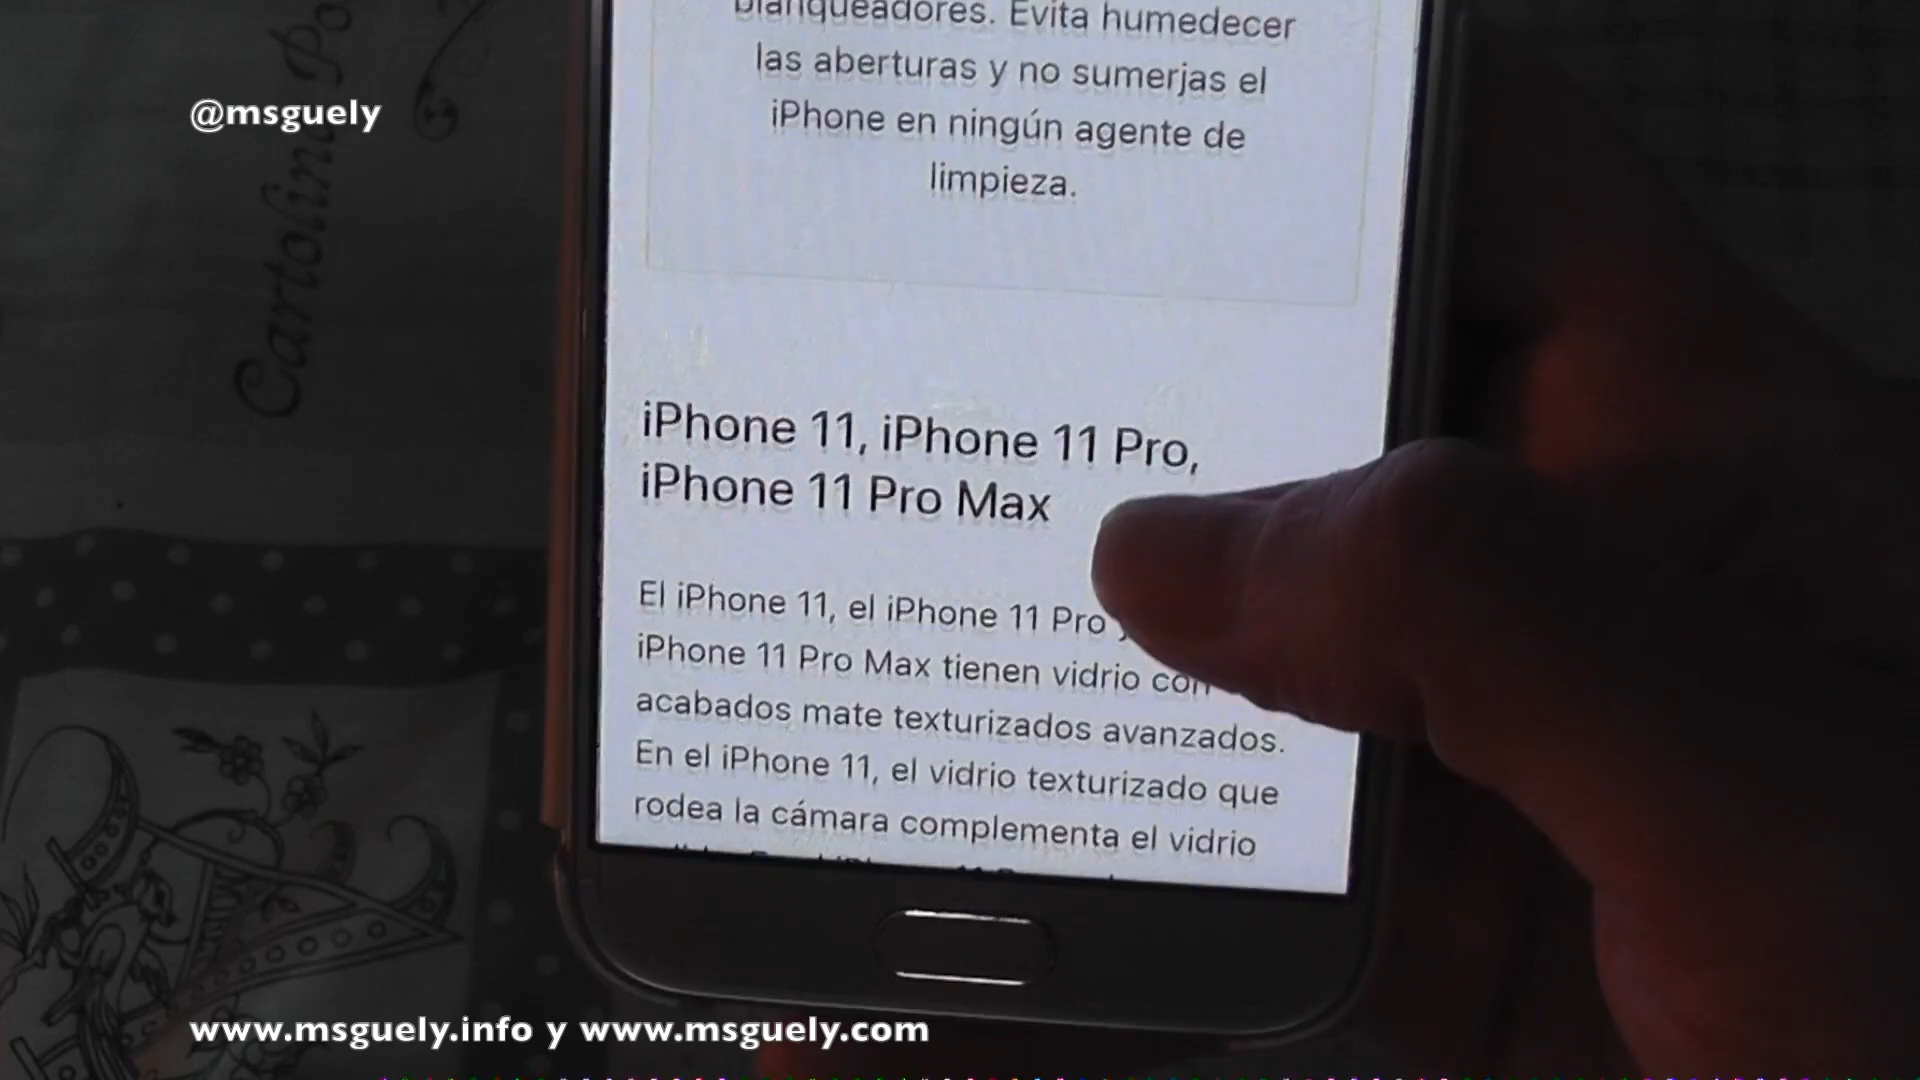 @msguely
Cartolina Po
blanqueadores. Evita humedecer
las aberturas y no sumerjas el
iPhone en ningún agente de
limpieza.
iPhone 11, iPhone 11 Pro,
iPhone 11 Pro Max
El iPhone 11, el iPhone 11 Pro y
iPhone 11 Pro Max tienen vidrio con
acabados mate texturizados avanzados.
En el iPhone 11, el vidrio texturizado que
rodea la cámara complementa el vidrio
www.msguely.info y www.msguely.com